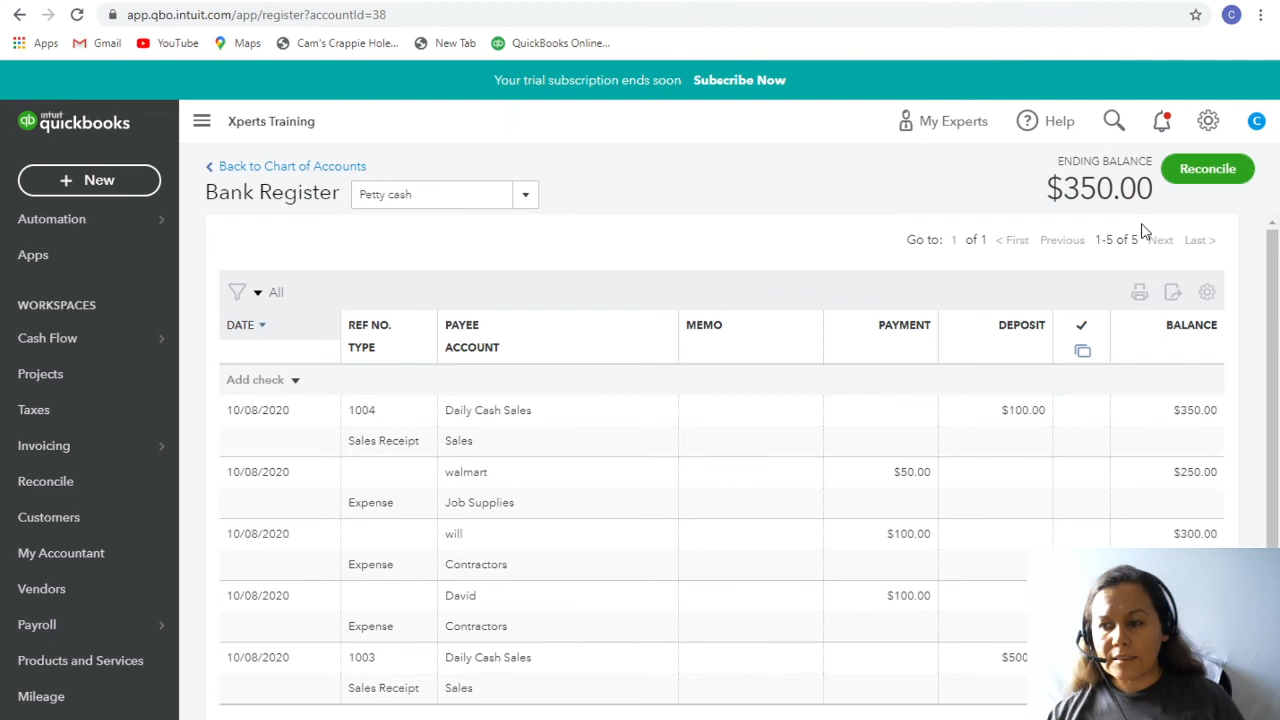 app.qbo.intuit.com/app/register?accountId=38
C
Apps Gmail YouTube Maps Cam's Crappie Hole... New Tab QuickBooks Online...
Your trial subscription ends soon Subscribe Now
qb intuit quickbooks
Xperts Training
My Experts ? Help C
+ New
< Back to Chart of Accounts
ENDING BALANCE
$350.00
Reconcile
Bank Register Petty cash
Automation
Apps
WORKSPACES
Cash Flow
Projects
Taxes
Invoicing
Reconcile
Customers
My Accountant
Vendors
Payroll
Products and Services
Mileage
Go to: 1 of 1 < First Previous 1-5 of 5 Next Last >
All
DATE REF NO. PAYEE MEMO PAYMENT DEPOSIT ✓ BALANCE
TYPE ACCOUNT
Add check
10/08/2020 1004 Daily Cash Sales $100.00 $350.00
Sales Receipt Sales
10/08/2020 walmart $50.00 $250.00
Expense Job Supplies
10/08/2020 will $100.00 $300.00
Expense Contractors
10/08/2020 David $100.00
Expense Contractors
10/08/2020 1003 Daily Cash Sales $500
Sales Receipt Sales